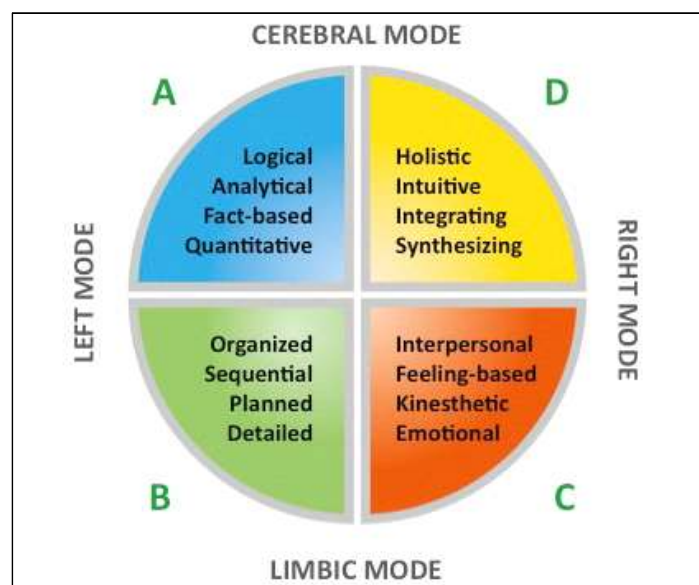 CEREBRAL MODE
A
D
Logical
Analytical
Fact-based
Quantitative
Holistic
Intuitive
Integrating
Synthesizing
LEFT MODE
RIGHT MODE
Organized
Sequential
Planned
Detailed
Interpersonal
Feeling-based
Kinesthetic
Emotional
B
C
LIMBIC MODE